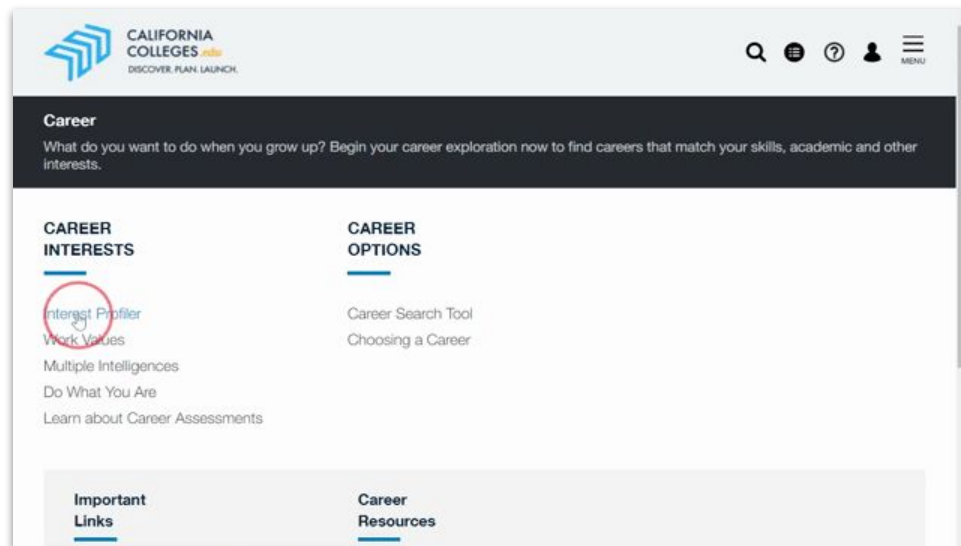 CALIFORNIA
COLLEGES.edu
DISCOVER. PLAN. LAUNCH.
MENU
Career
What do you want to do when you grow up? Begin your career exploration now to find careers that match your skills, academic and other
interests.
CAREER
INTERESTS
Interest Profiler
Work Values
Multiple Intelligences
Do What You Are
Learn about Career Assessments
CAREER
OPTIONS
Career Search Tool
Choosing a Career
Important
Links
Career
Resources